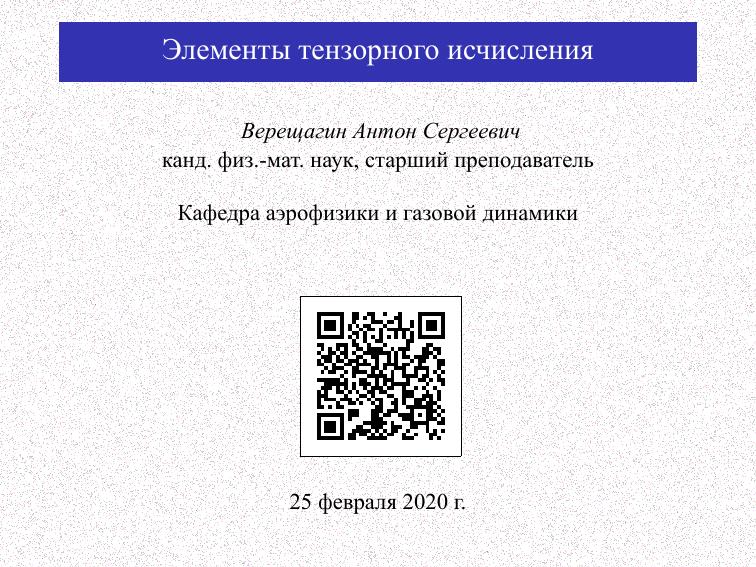 Элементы тензорного исчисления
Верещагин Антон Сергеевич
канд. физ.-мат. наук, старший преподаватель
Кафедра аэрофизики и газовой динамики
25 февраля 2020 г.